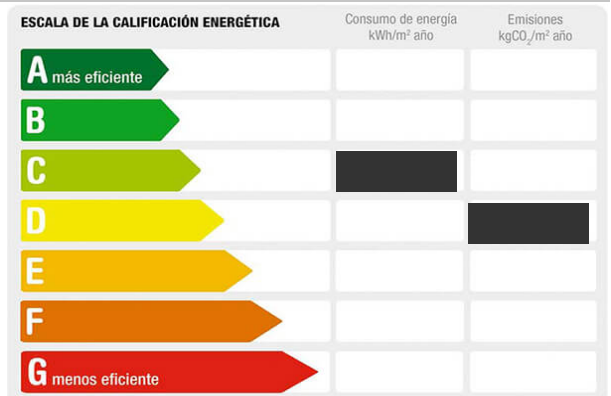 ESCALA DE LA CALIFICACIÓN ENERGÉTICA
Consumo de energía
kWh/m² año
Emisiones
kgCO₂/m² año
A más eficiente
B
C
D
E
F
G menos eficiente